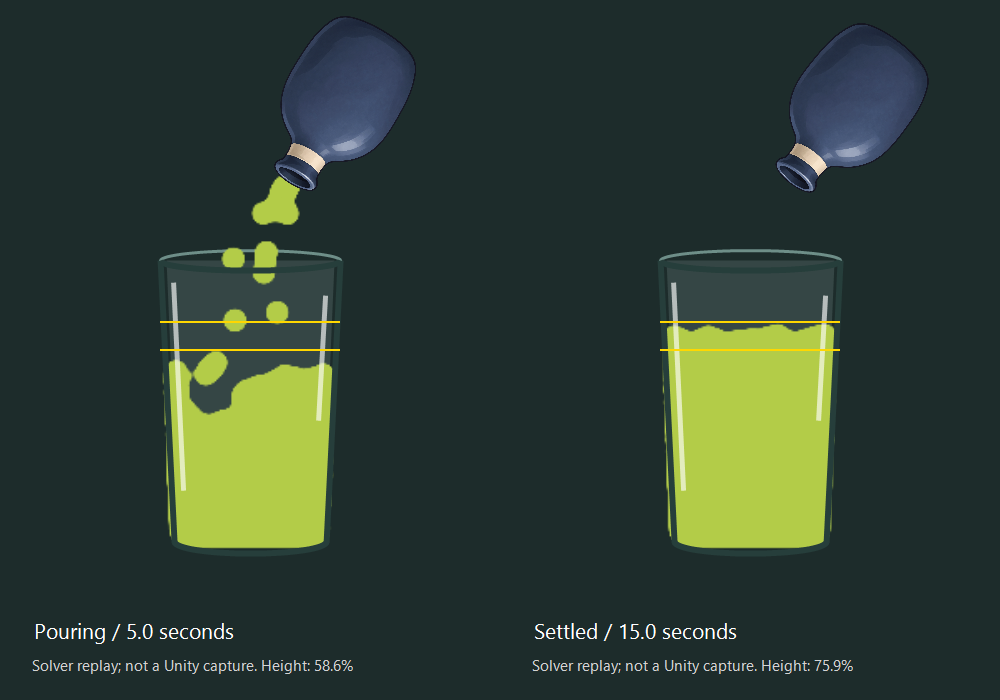 Pouring / 5.0 seconds
Solver replay; not a Unity capture. Height: 58.6%
Settled / 15.0 seconds
Solver replay; not a Unity capture. Height: 75.9%